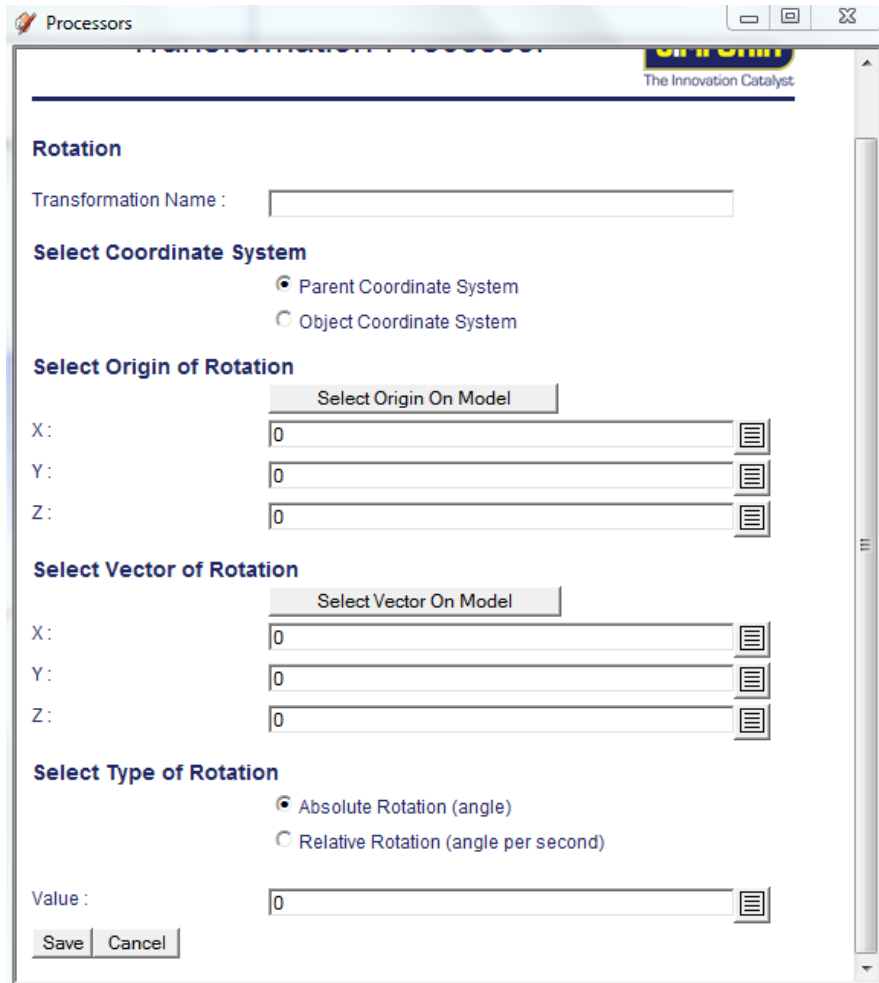 Processors
Transformation Processor
The Innovation Catalyst
Rotation
Transformation Name :
Select Coordinate System
Parent Coordinate System
Object Coordinate System
Select Origin of Rotation
Select Origin On Model
X : 0
Y : 0
Z : 0
Select Vector of Rotation
Select Vector On Model
X : 0
Y : 0
Z : 0
Select Type of Rotation
Absolute Rotation (angle)
Relative Rotation (angle per second)
Value : 0
Save Cancel